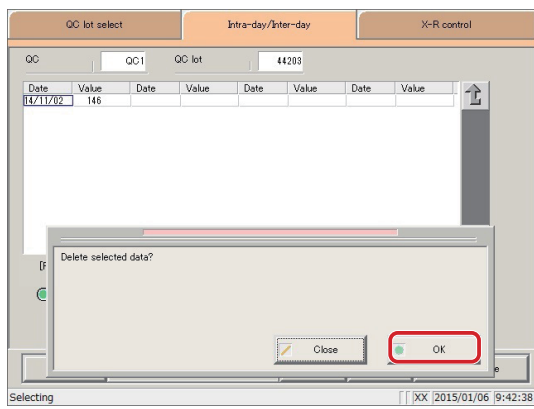 QC lot select Intra-day/Inter-day X-R control
QC QC1 QC lot 44203
Date Value Date Value Date Value Date Value
14/11/02 146
Delete selected data?
Close OK
Selecting XX 2015/01/06 9:42:38